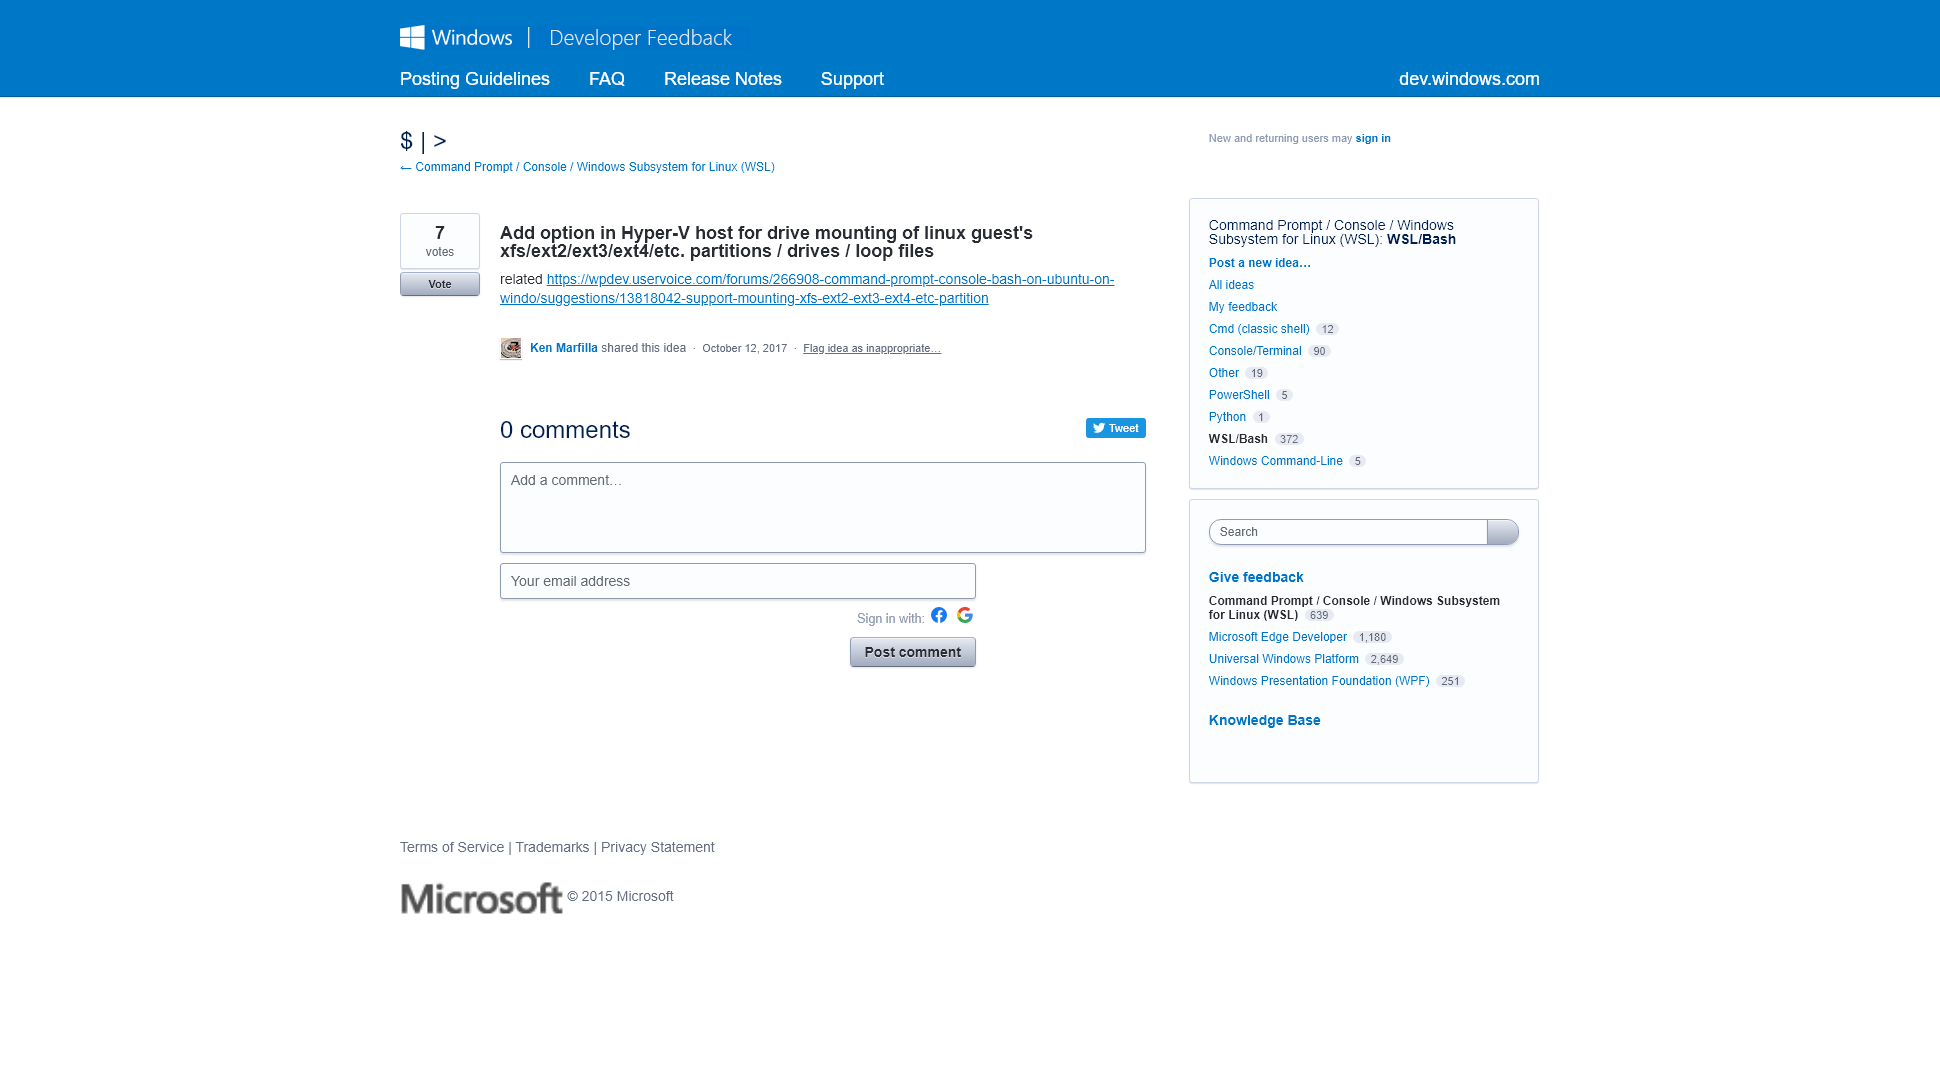 Windows | Developer Feedback
Posting Guidelines FAQ Release Notes Support dev.windows.com
$ | >
← Command Prompt / Console / Windows Subsystem for Linux (WSL)
New and returning users may sign in
7
votes
Vote
Add option in Hyper-V host for drive mounting of linux guest's
xfs/ext2/ext3/ext4/etc. partitions / drives / loop files
related https://wpdev.uservoice.com/forums/266908-command-prompt-console-bash-on-ubuntu-on-
windo/suggestions/13818042-support-mounting-xfs-ext2-ext3-ext4-etc-partition
Ken Marfilla shared this idea · October 12, 2017 · Flag idea as inappropriate…
0 comments
Tweet
Add a comment…
Your email address
Sign in with:
Post comment
Command Prompt / Console / Windows
Subsystem for Linux (WSL): WSL/Bash
Post a new idea…
All ideas
My feedback
Cmd (classic shell) 12
Console/Terminal 90
Other 19
PowerShell 5
Python 1
WSL/Bash 372
Windows Command-Line 5
Search
Give feedback
Command Prompt / Console / Windows Subsystem
for Linux (WSL) 639
Microsoft Edge Developer 1,180
Universal Windows Platform 2,649
Windows Presentation Foundation (WPF) 251
Knowledge Base
Terms of Service | Trademarks | Privacy Statement
Microsoft © 2015 Microsoft